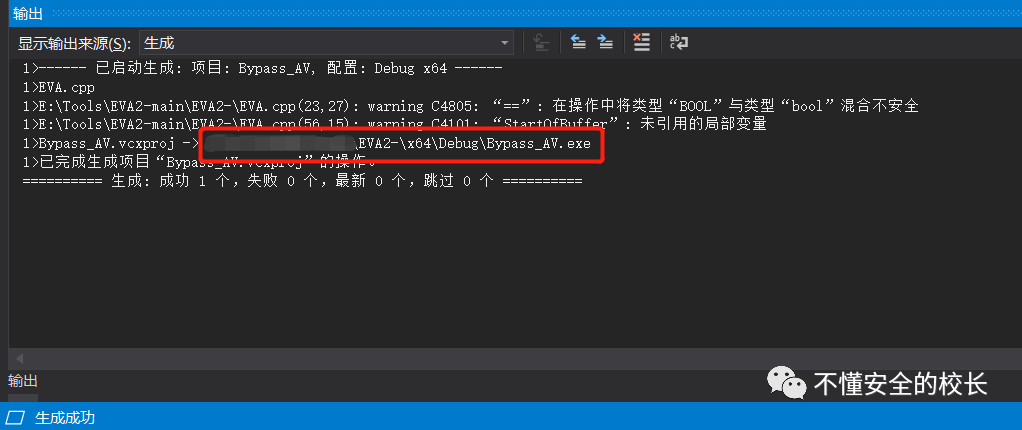 输出
显示输出来源(S): 生成
1>------ 已启动生成: 项目: Bypass_AV, 配置: Debug x64 ------
1>EVA.cpp
1>E:\Tools\EVA2-main\EVA2-\EVA.cpp(23,27): warning C4805: “==”: 在操作中将类型“BOOL”与类型“bool”混合不安全
1>E:\Tools\EVA2-main\EVA2-\EVA.cpp(56,15): warning C4101: “StartOfBuffer”: 未引用的局部变量
1>Bypass_AV.vcxproj -> \EVA2-\x64\Debug\Bypass_AV.exe
1>已完成生成项目“Bypass_AV.vcxproj”的操作。
========== 生成: 成功 1 个，失败 0 个，最新 0 个，跳过 0 个 ==========
输出
不懂安全的校长
生成成功